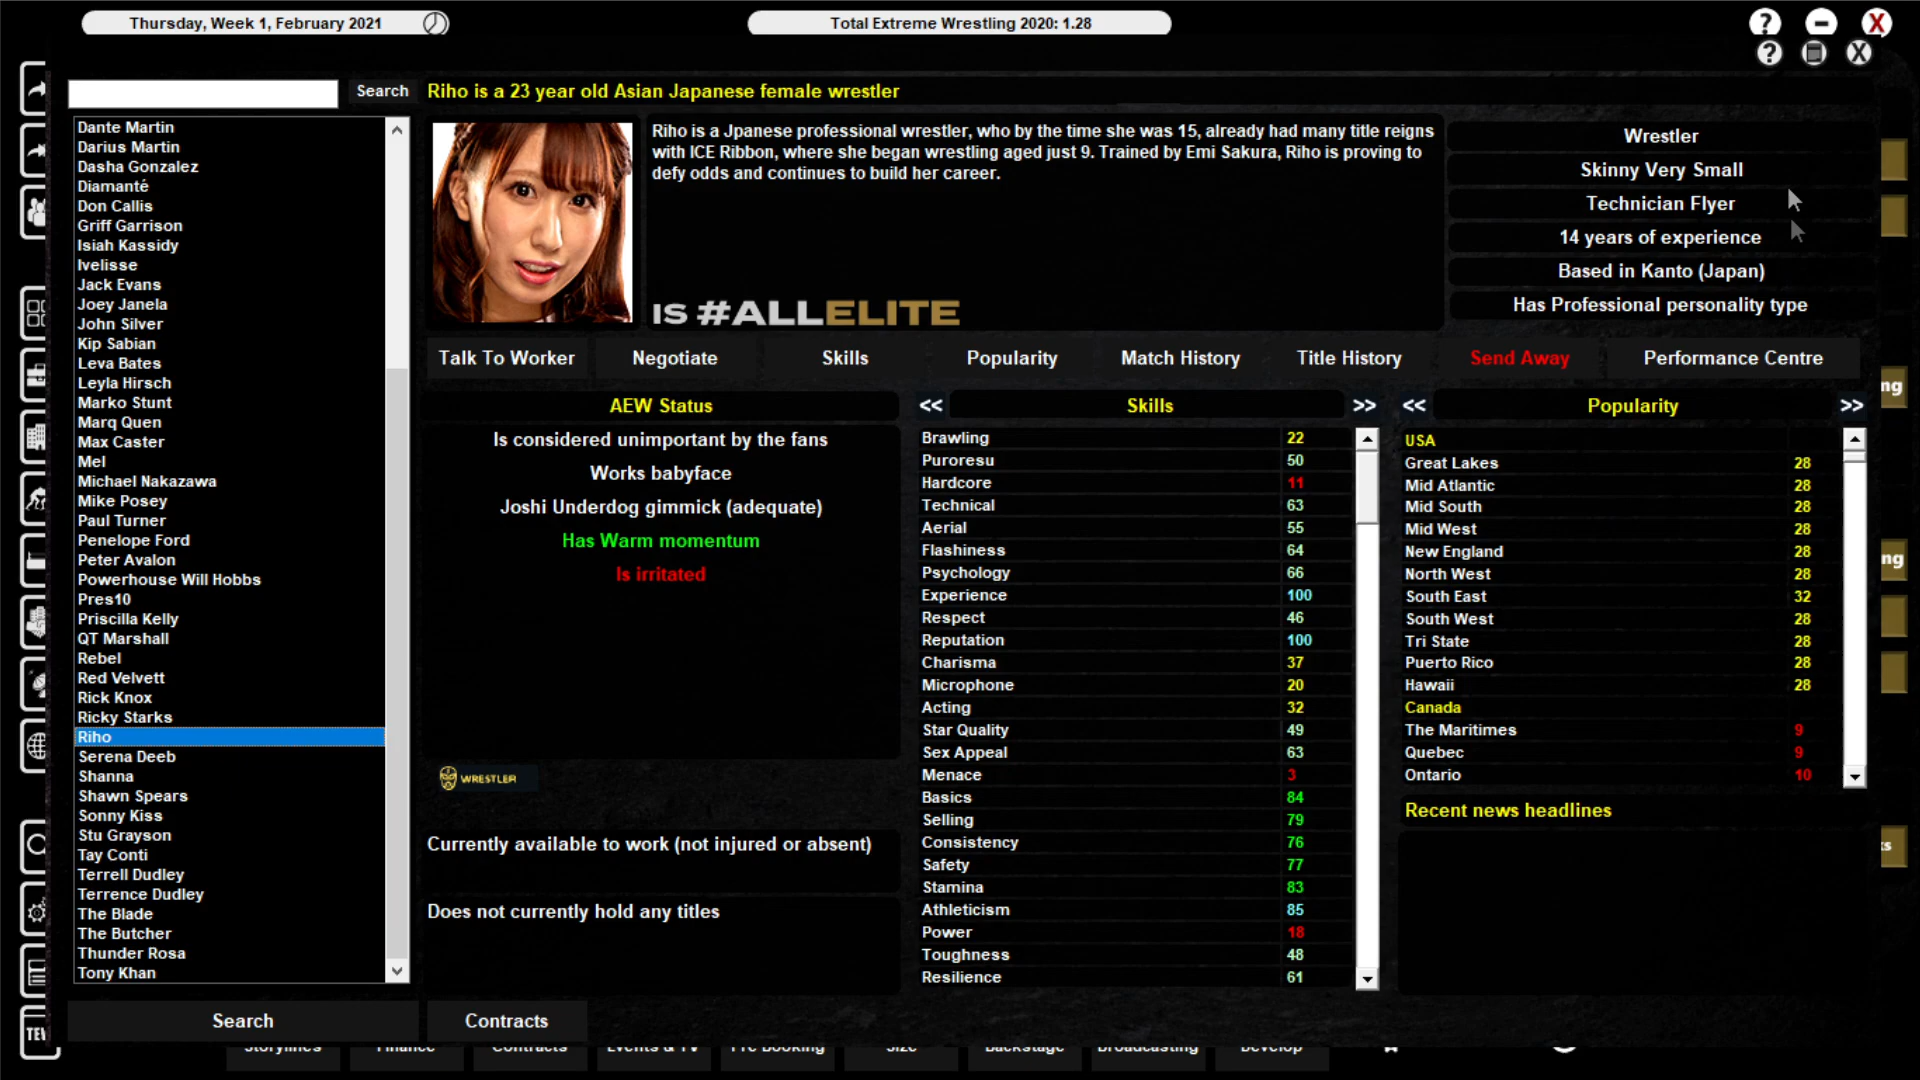 Thursday, Week 1, February 2021
Total Extreme Wrestling 2020: 1.28
Search
Riho is a 23 year old Asian Japanese female wrestler
Dante Martin
Darius Martin
Dasha Gonzalez
Diamanté
Don Callis
Griff Garrison
Isiah Kassidy
Ivelisse
Jack Evans
Joey Janela
John Silver
Kip Sabian
Leva Bates
Leyla Hirsch
Marko Stunt
Marq Quen
Max Caster
Mel
Michael Nakazawa
Mike Posey
Paul Turner
Penelope Ford
Peter Avalon
Powerhouse Will Hobbs
Pres10
Priscilla Kelly
QT Marshall
Rebel
Red Velvett
Rick Knox
Ricky Starks
Riho
Serena Deeb
Shanna
Shawn Spears
Sonny Kiss
Stu Grayson
Tay Conti
Terrell Dudley
Terrence Dudley
The Blade
The Butcher
Thunder Rosa
Tony Khan
Riho is a Jpanese professional wrestler, who by the time she was 15, already had many title reigns
with ICE Ribbon, where she began wrestling aged just 9. Trained by Emi Sakura, Riho is proving to
defy odds and continues to build her career.
IS #ALLELITE
Wrestler
Skinny Very Small
Technician Flyer
14 years of experience
Based in Kanto (Japan)
Has Professional personality type
Talk To Worker
Negotiate
Skills
Popularity
Match History
Title History
Send Away
Performance Centre
AEW Status
Is considered unimportant by the fans
Works babyface
Joshi Underdog gimmick (adequate)
Has Warm momentum
Is irritated
WRESTLER
Currently available to work (not injured or absent)
Does not currently hold any titles
<< Skills >>
Brawling 22
Puroresu 50
Hardcore 11
Technical 63
Aerial 55
Flashiness 64
Psychology 66
Experience 100
Respect 46
Reputation 100
Charisma 37
Microphone 20
Acting 32
Star Quality 49
Sex Appeal 63
Menace 3
Basics 84
Selling 79
Consistency 76
Safety 77
Stamina 83
Athleticism 85
Power 18
Toughness 48
Resilience 61
<< Popularity >>
USA
Great Lakes 28
Mid Atlantic 28
Mid South 28
Mid West 28
New England 28
North West 28
South East 32
South West 28
Tri State 28
Puerto Rico 28
Hawaii 28
Canada
The Maritimes 9
Quebec 9
Ontario 10
Recent news headlines
ng
ng
ks
Search
Contracts
TEW
Storylines
Finance
Contracts
Events & TV
Pre Booking
Size
Backstage
Broadcasting
Develop